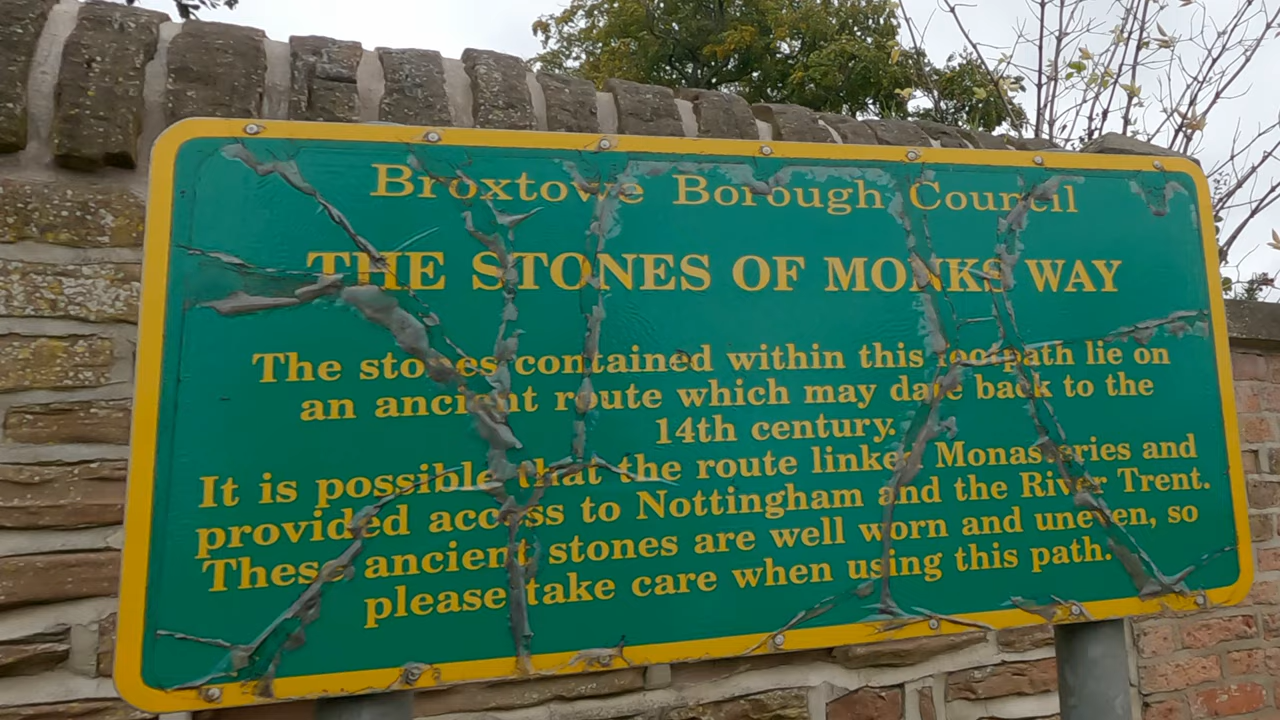 Broxtowe Borough Council
THE STONES OF MONKS WAY
The stones contained within this footpath lie on
an ancient route which may date back to the
14th century.
It is possible that the route linked Monasteries and
provided access to Nottingham and the River Trent.
These ancient stones are well worn and uneven, so
please take care when using this path.